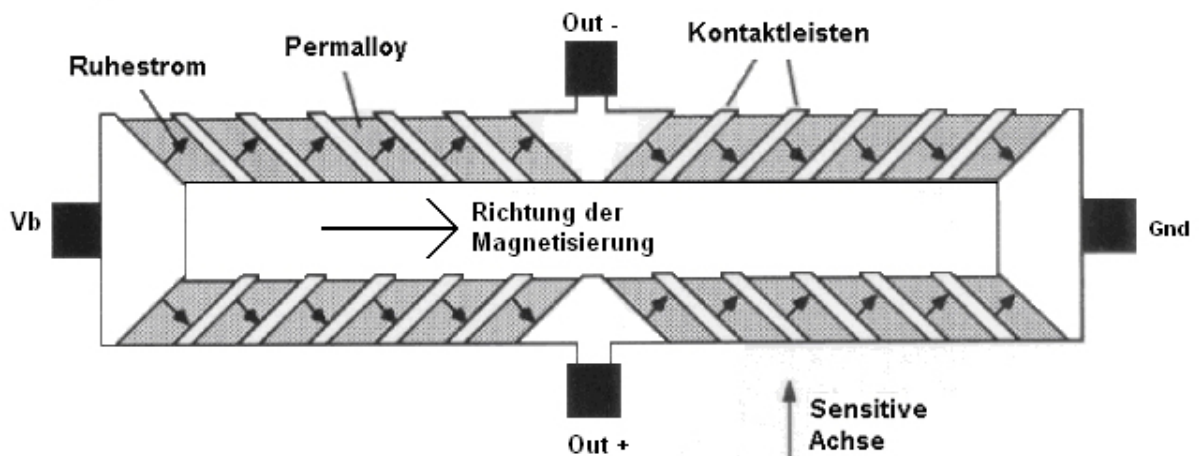 Out -
Kontaktleisten
Permalloy
Ruhestrom
Vb
Richtung der
Magnetisierung
Gnd
Out +
Sensitive
Achse